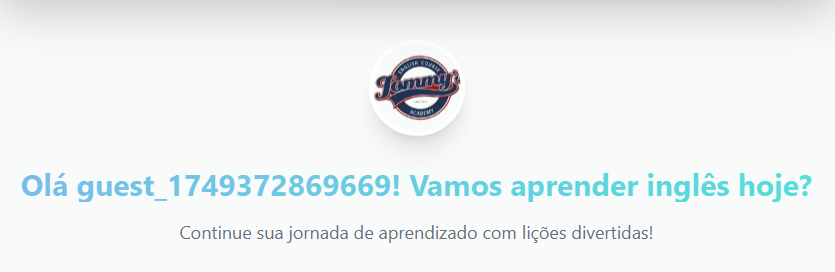 ENGLISH COURSE
Tommy's
ACADEMY
Olá guest_1749372869669! Vamos aprender inglês hoje?
Continue sua jornada de aprendizado com lições divertidas!